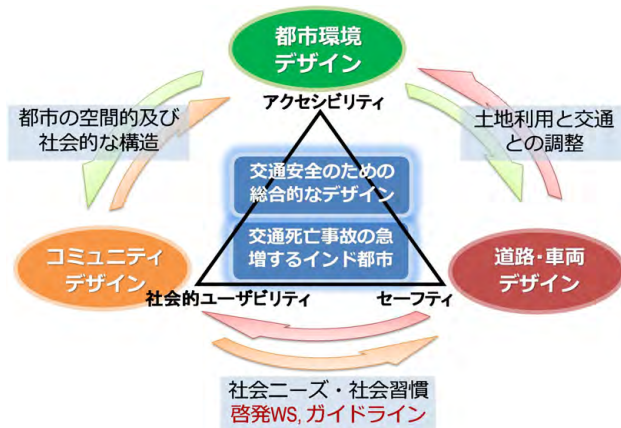 都市環境
デザイン
アクセシビリティ
都市の空間的及び
社会的な構造
土地利用と交通
との調整
交通安全のための
総合的なデザイン
交通死亡事故の急
増するインド都市
コミュニティ
デザイン
道路・車両
デザイン
社会的ユーザビリティ
セーフティ
社会ニーズ・社会習慣
啓発WS, ガイドライン